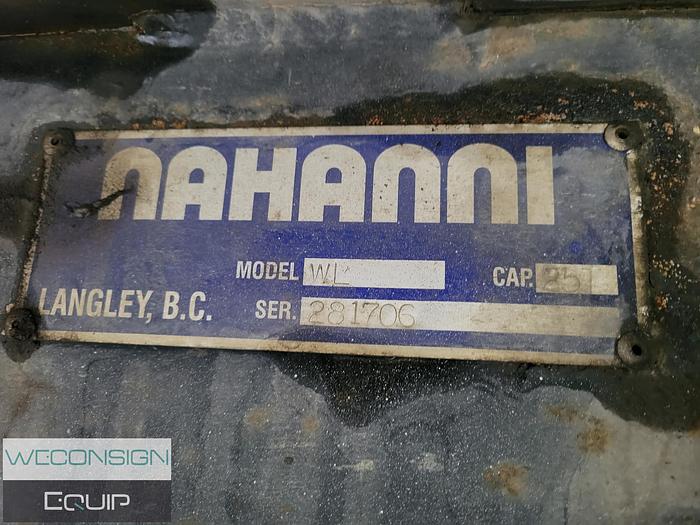 NAHANNI
MODEL WL CAP. 25
LANGLEY, B.C. SER. 281706
WECONSIGN
EQUIP